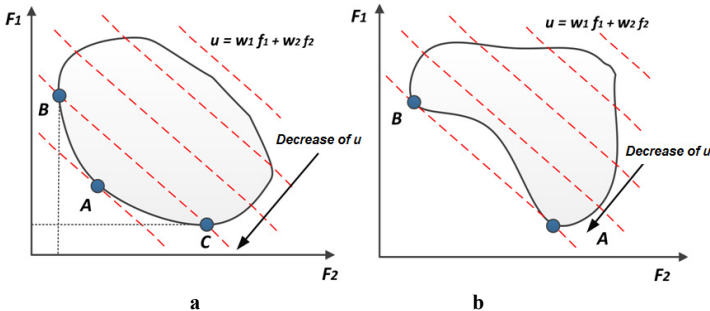 F1
u = w1 f1 + w2 f2
B
A
C
Decrease of u
F2
a
F1
u = w1 f1 + w2 f2
B
A
Decrease of u
F2
b